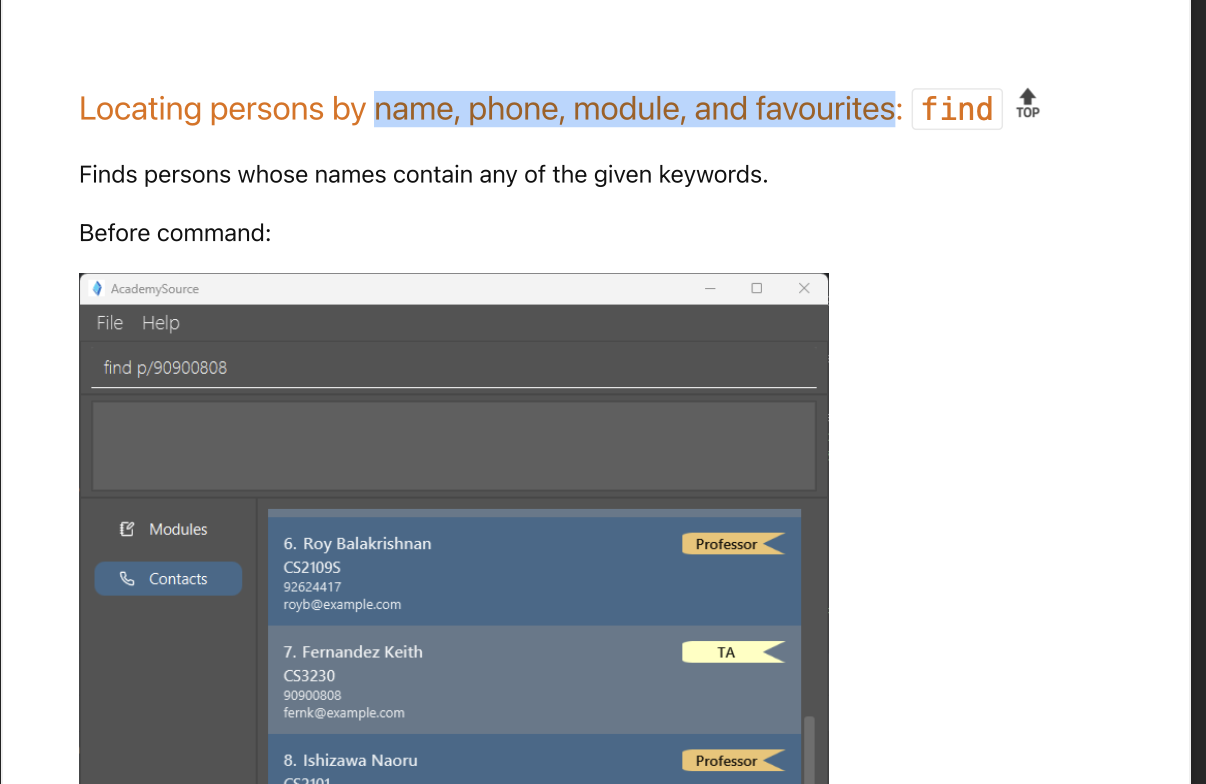 Locating persons by name, phone, module, and favourites: find TOP
Finds persons whose names contain any of the given keywords.
Before command:
AcademySource
File Help
find p/90900808
Modules
Contacts
6. Roy Balakrishnan Professor
CS2109S
92624417
royb@example.com
7. Fernandez Keith TA
CS3230
90900808
fernk@example.com
8. Ishizawa Naoru Professor
CS2101